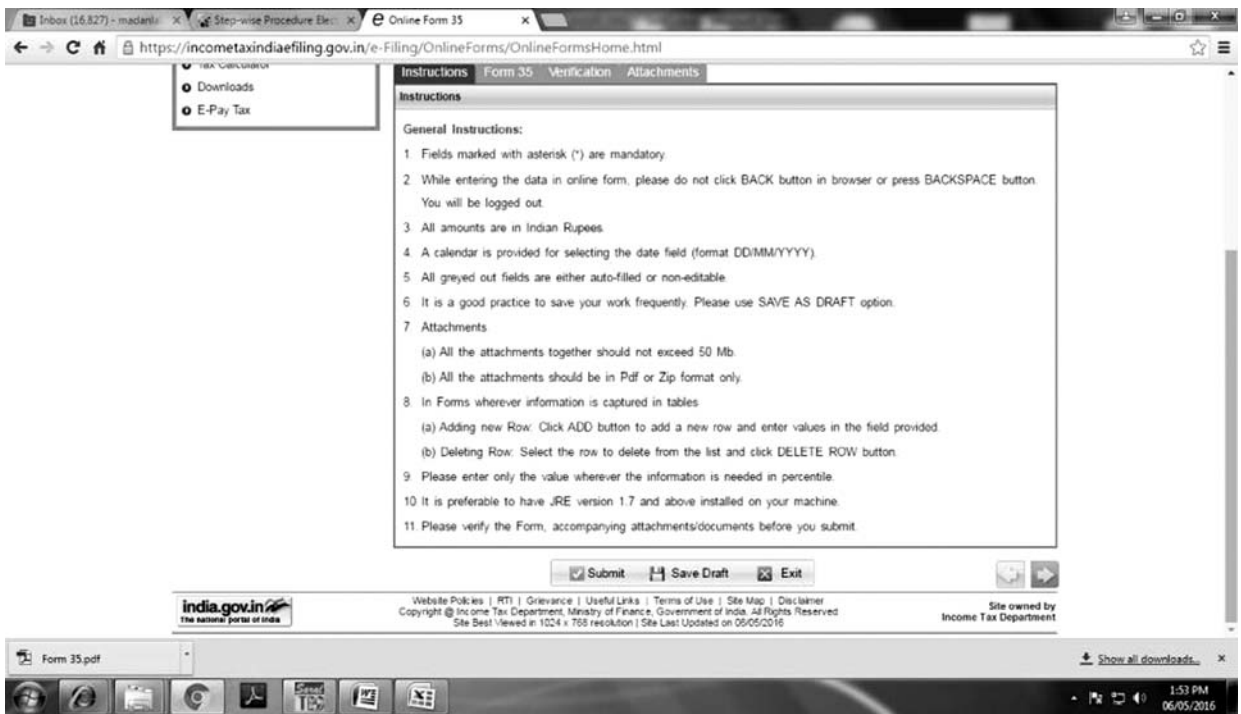 Inbox (16,827) - madanla
Step-wise Procedure Elec
Online Form 35
https://incometaxindiaefiling.gov.in/e-Filing/OnlineForms/OnlineFormsHome.html
Tax Calculator
Downloads
E-Pay Tax
Instructions Form 35 Verification Attachments
Instructions
General Instructions:
1 Fields marked with asterisk (*) are mandatory.
2 While entering the data in online form, please do not click BACK button in browser or press BACKSPACE button.
You will be logged out.
3 All amounts are in Indian Rupees.
4 A calendar is provided for selecting the date field (format DD/MM/YYYY).
5 All greyed out fields are either auto-filled or non-editable.
6 It is a good practice to save your work frequently. Please use SAVE AS DRAFT option.
7 Attachments
(a) All the attachments together should not exceed 50 Mb.
(b) All the attachments should be in Pdf or Zip format only.
8. In Forms wherever information is captured in tables
(a) Adding new Row: Click ADD button to add a new row and enter values in the field provided.
(b) Deleting Row: Select the row to delete from the list and click DELETE ROW button.
9. Please enter only the value wherever the information is needed in percentile.
10 It is preferable to have JRE version 1.7 and above installed on your machine.
11. Please verify the Form, accompanying attachments/documents before you submit.
Submit Save Draft Exit
india.gov.in
The national portal of India
Website Policies | RTI | Grievance | Useful Links | Terms of Use | Site Map | Disclaimer
Copyright @ Income Tax Department, Ministry of Finance, Government of India. All Rights Reserved
Site Best Viewed in 1024 x 768 resolution | Site Last Updated on 06/05/2016
Site owned by
Income Tax Department
Form 35.pdf
Show all downloads...
1:53 PM
06/05/2016